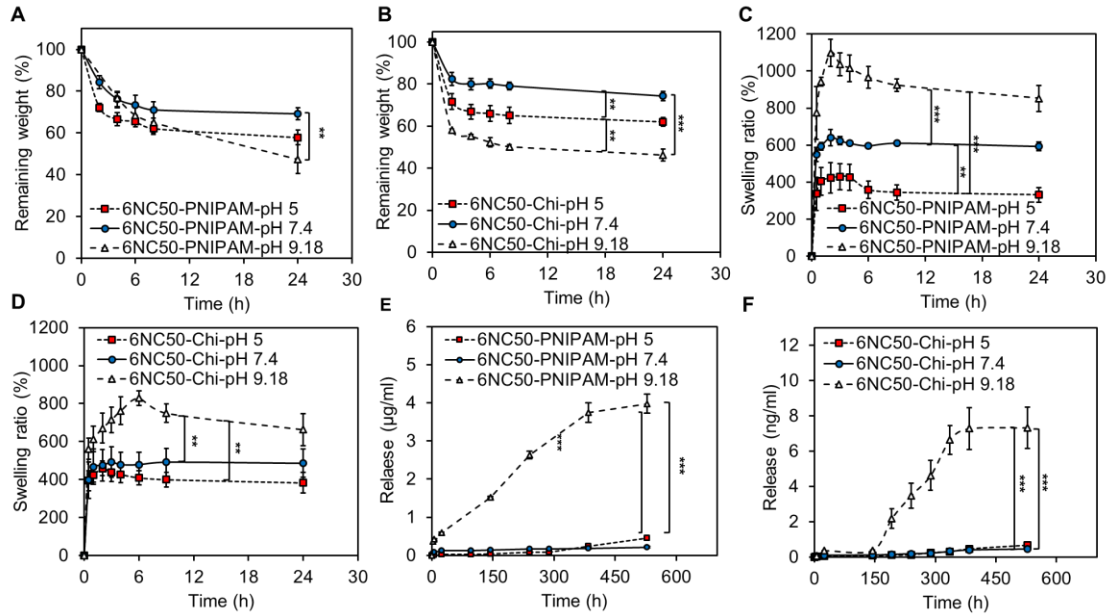 A
Remaining weight (%)
100
80
60
40
20
0
**
6NC50-PNIPAM-pH 5
6NC50-PNIPAM-pH 7.4
6NC50-PNIPAM-pH 9.18
0 6 12 18 24 30
Time (h)
B
Remaining weight (%)
100
80
60
40
20
0
**
**
***
6NC50-Chi-pH 5
6NC50-Chi-pH 7.4
6NC50-Chi-pH 9.18
0 6 12 18 24 30
Time (h)
C
Swelling ratio (%)
1200
1000
800
600
400
200
0
***
**
***
6NC50-PNIPAM-pH 5
6NC50-PNIPAM-pH 7.4
6NC50-PNIPAM-pH 9.18
0 6 12 18 24 30
Time (h)
D
Swelling ratio (%)
1200
1000
800
600
400
200
0
6NC50-Chi-pH 5
6NC50-Chi-pH 7.4
6NC50-Chi-pH 9.18
**
**
0 6 12 18 24 30
Time (h)
E
Relaese (µg/ml)
6
5
4
3
2
1
0
6NC50-PNIPAM-pH 5
6NC50-PNIPAM-pH 7.4
6NC50-PNIPAM-pH 9.18
***
***
0 150 300 450 600
Time (h)
F
Release (ng/ml)
12
10
8
6
4
2
0
6NC50-Chi-pH 5
6NC50-Chi-pH 7.4
6NC50-Chi-pH 9.18
***
***
0 150 300 450 600
Time (h)